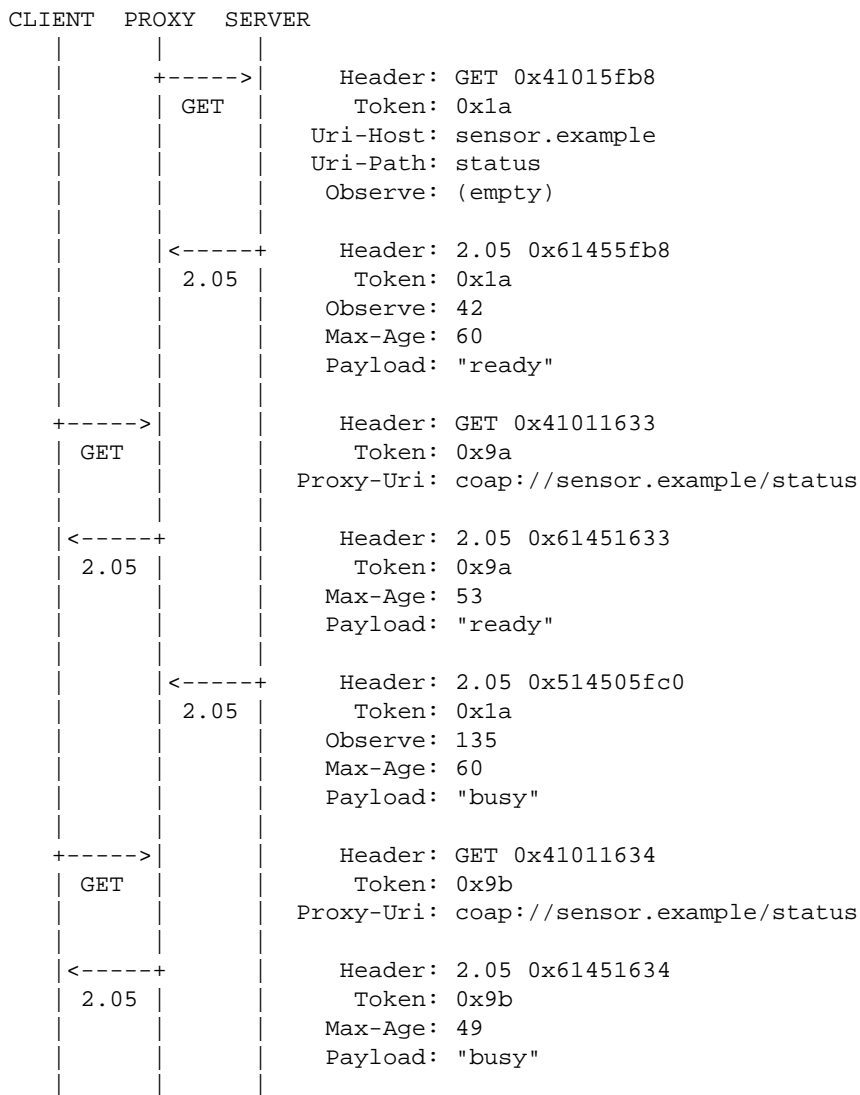 CLIENT  PROXY  SERVER
   |      |      |
   |      +----->|     Header: GET 0x41015fb8
   |      | GET  |      Token: 0x1a
   |      |      |   Uri-Host: sensor.example
   |      |      |   Uri-Path: status
   |      |      |    Observe: (empty)
   |      |      |
   |      |<-----+     Header: 2.05 0x61455fb8
   |      | 2.05 |      Token: 0x1a
   |      |      |    Observe: 42
   |      |      |    Max-Age: 60
   |      |      |    Payload: "ready"
   |      |      |
   +----->|      |     Header: GET 0x41011633
   | GET  |      |      Token: 0x9a
   |      |      |  Proxy-Uri: coap://sensor.example/status
   |      |      |
   |<-----+      |     Header: 2.05 0x61451633
   | 2.05 |      |      Token: 0x9a
   |      |      |    Max-Age: 53
   |      |      |    Payload: "ready"
   |      |      |
   |      |<-----+     Header: 2.05 0x514505fc0
   |      | 2.05 |      Token: 0x1a
   |      |      |    Observe: 135
   |      |      |    Max-Age: 60
   |      |      |    Payload: "busy"
   |      |      |
   +----->|      |     Header: GET 0x41011634
   | GET  |      |      Token: 0x9b
   |      |      |  Proxy-Uri: coap://sensor.example/status
   |      |      |
   |<-----+      |     Header: 2.05 0x61451634
   | 2.05 |      |      Token: 0x9b
   |      |      |    Max-Age: 49
   |      |      |    Payload: "busy"
   |      |      |